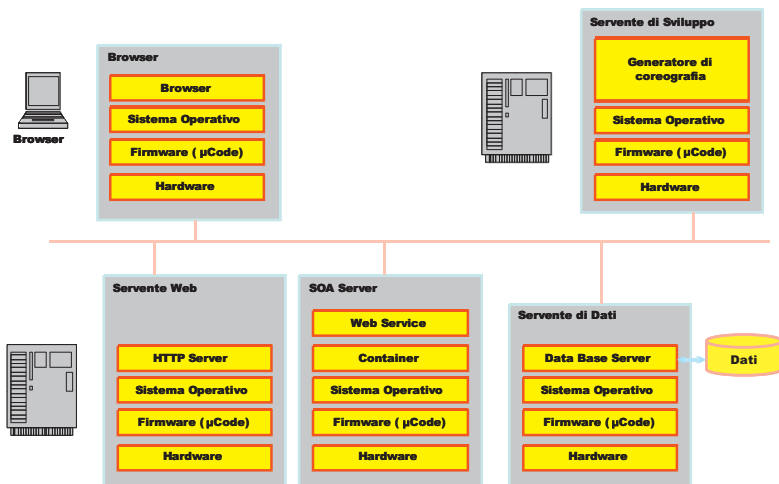 Servente di Sviluppo
Generatore di
coreografia
Sistema Operativo
Firmware ( µCode)
Hardware
Browser
Browser
Browser
Sistema Operativo
Firmware ( µCode)
Hardware
Servente Web
HTTP Server
Sistema Operativo
Firmware ( µCode)
Hardware
SOA Server
Web Service
Container
Sistema Operativo
Firmware ( µCode)
Hardware
Servente di Dati
Data Base Server
Sistema Operativo
Firmware ( µCode)
Hardware
Dati